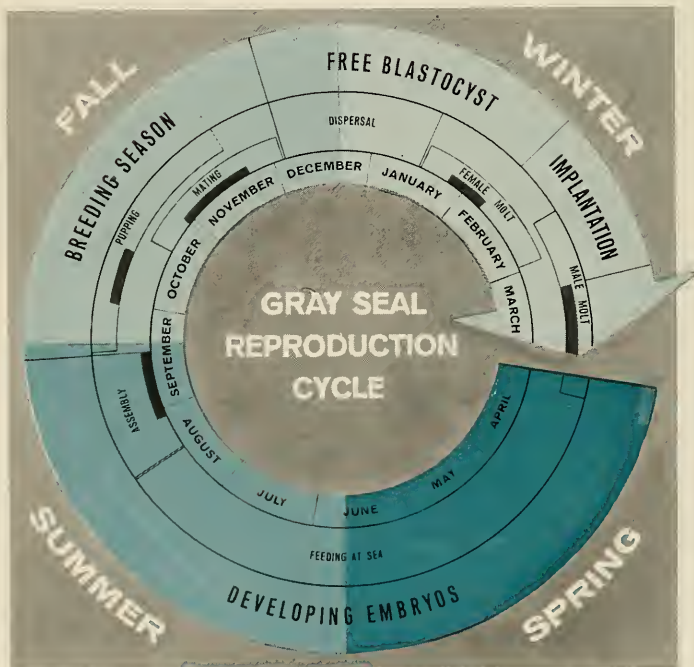 FALL
WINTER
SPRING
SUMMER
BREEDING SEASON
FREE BLASTOCYST
IMPLANTATION
DEVELOPING EMBRYOS
PUPPING
MATING
DISPERSAL
FEMALE MOLT
MALE MOLT
FEEDING AT SEA
ASSEMBLY
SEPTEMBER
OCTOBER
NOVEMBER
DECEMBER
JANUARY
FEBRUARY
MARCH
APRIL
MAY
JUNE
JULY
AUGUST
GRAY SEAL
REPRODUCTION
CYCLE